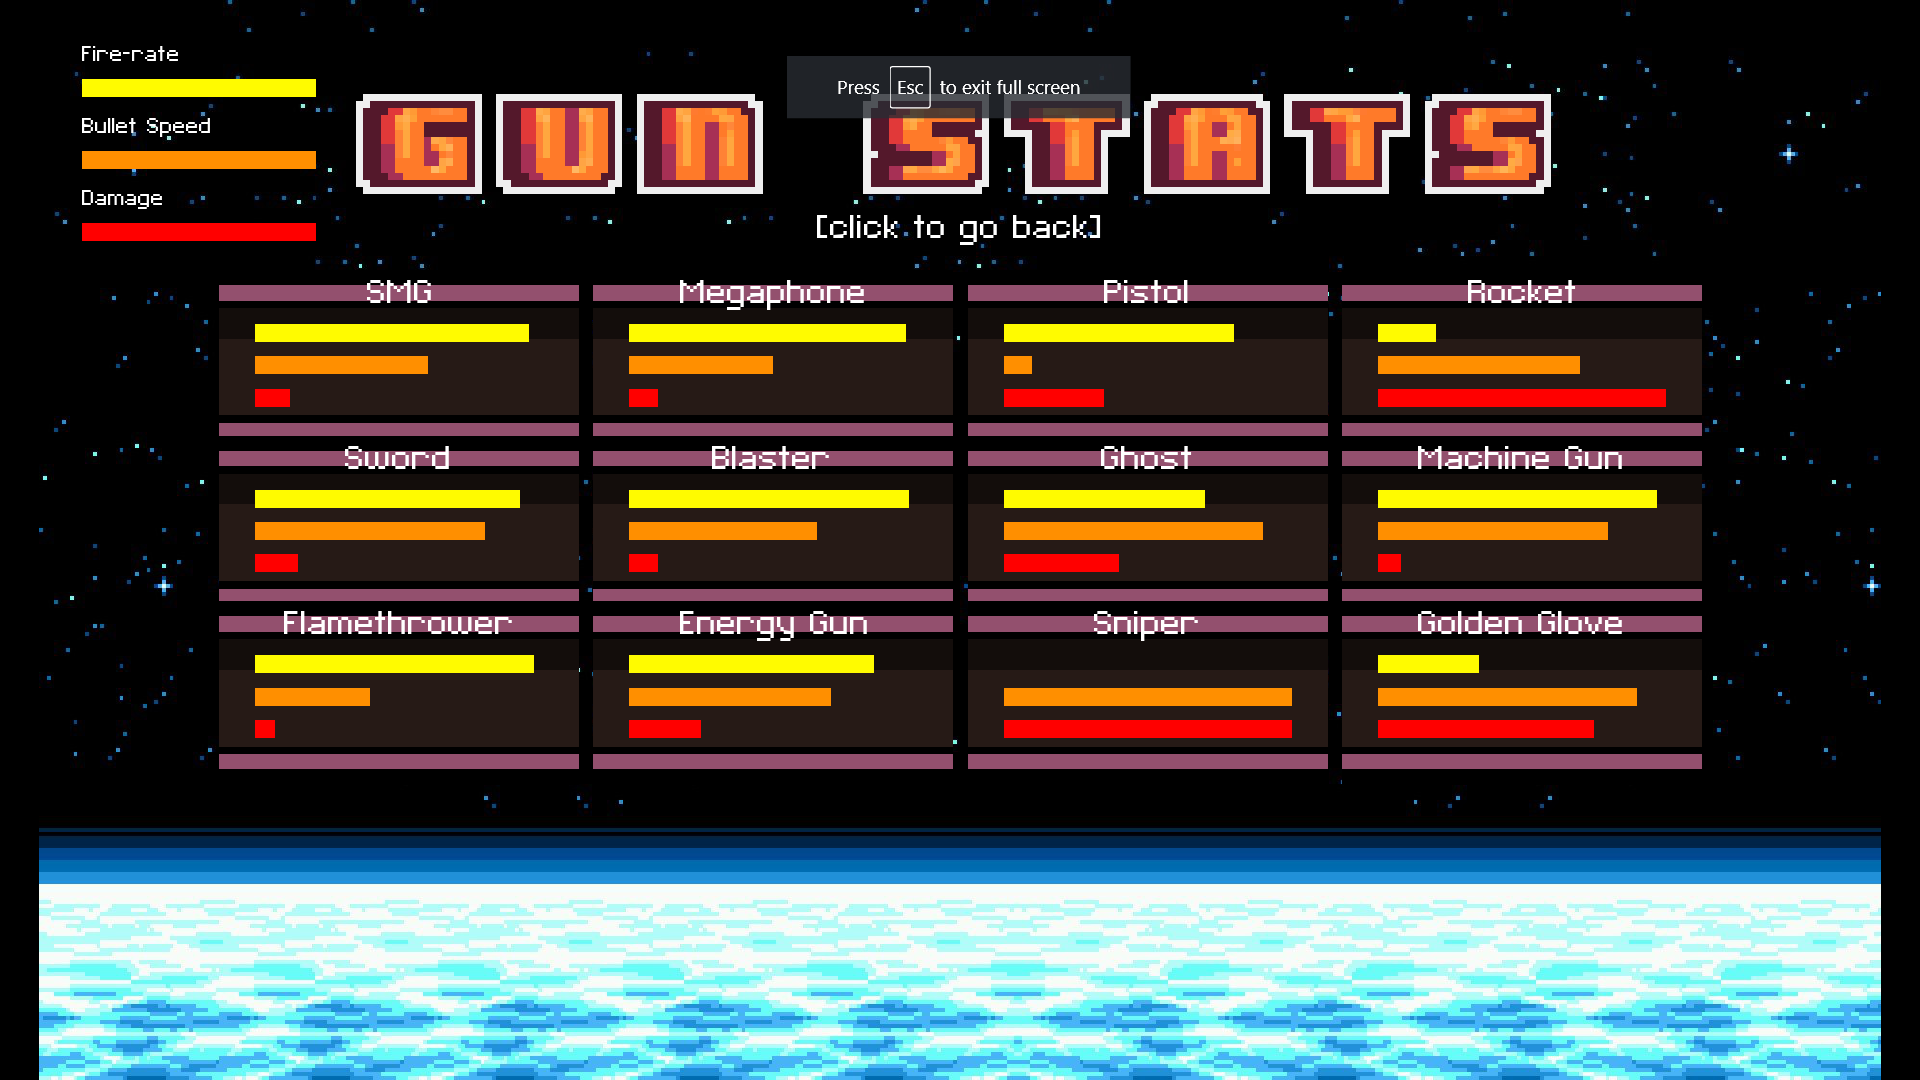 Fire-rate
Bullet Speed
Damage
Press Esc to exit full screen
GUN STATS
[click to go back]
SMG
Megaphone
Pistol
Rocket
Sword
Blaster
Ghost
Machine Gun
Flamethrower
Energy Gun
Sniper
Golden Glove